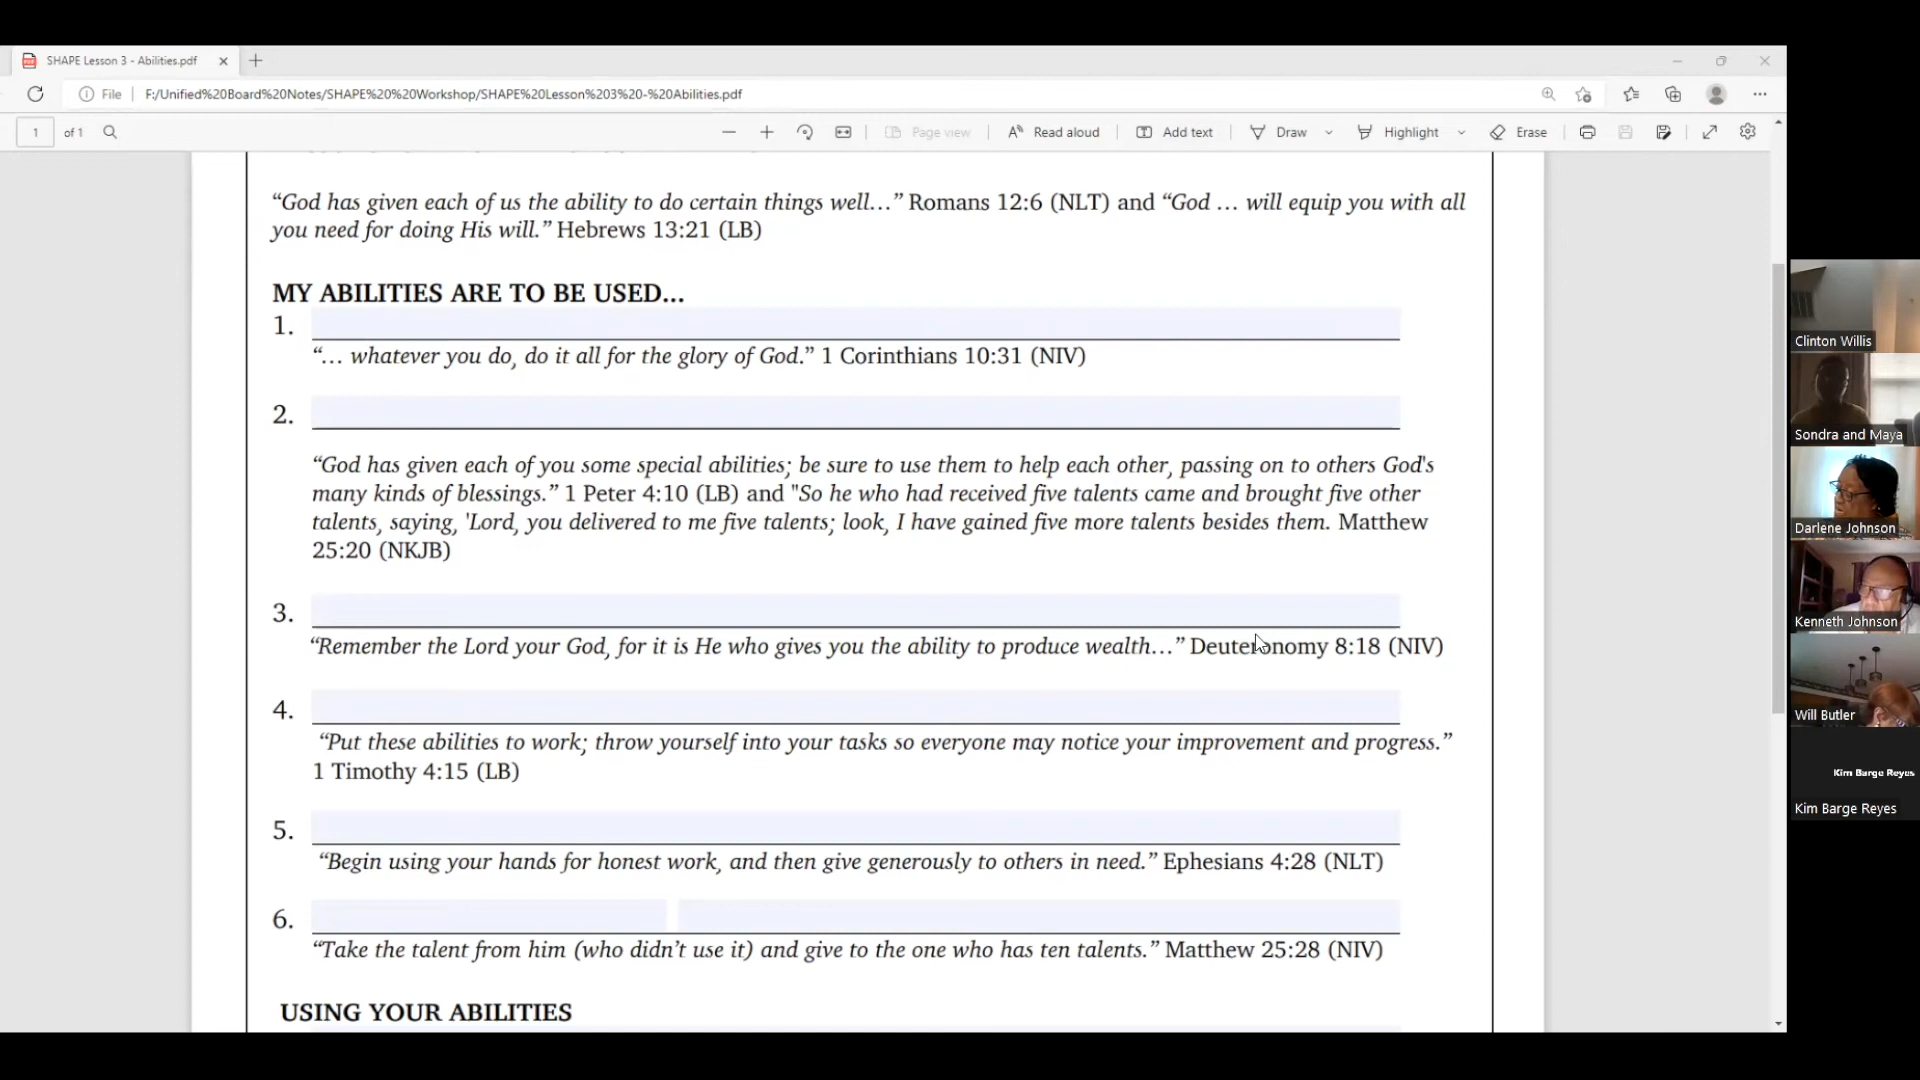 SHAPE Lesson 3 - Abilities.pdf
File F:/Unified%20Board%20Notes/SHAPE%20%20Workshop/SHAPE%20Lesson%203%20-%20Abilities.pdf
1 of 1 Page view Read aloud Add text Draw Highlight Erase
“God has given each of us the ability to do certain things well…” Romans 12:6 (NLT) and “God … will equip you with all
you need for doing His will.” Hebrews 13:21 (LB)
MY ABILITIES ARE TO BE USED…
1.
“… whatever you do, do it all for the glory of God.” 1 Corinthians 10:31 (NIV)
2.
“God has given each of you some special abilities; be sure to use them to help each other, passing on to others God's
many kinds of blessings.” 1 Peter 4:10 (LB) and "So he who had received five talents came and brought five other
talents, saying, 'Lord, you delivered to me five talents; look, I have gained five more talents besides them. Matthew
25:20 (NKJB)
3.
“Remember the Lord your God, for it is He who gives you the ability to produce wealth…” Deuteronomy 8:18 (NIV)
4.
“Put these abilities to work; throw yourself into your tasks so everyone may notice your improvement and progress.”
1 Timothy 4:15 (LB)
5.
“Begin using your hands for honest work, and then give generously to others in need.” Ephesians 4:28 (NLT)
6.
“Take the talent from him (who didn’t use it) and give to the one who has ten talents.” Matthew 25:28 (NIV)
USING YOUR ABILITIES
Clinton Willis
Sondra and Maya
Darlene Johnson
Kenneth Johnson
Will Butler
Kim Barge Reyes
Kim Barge Reyes